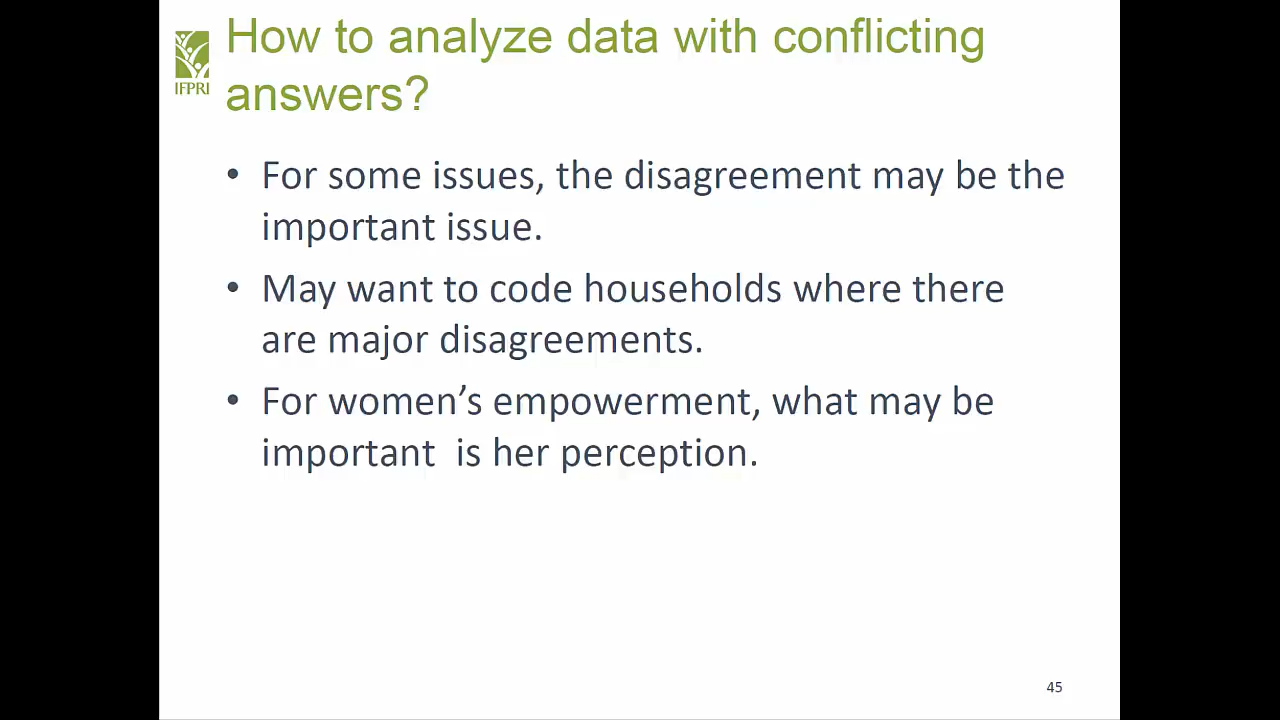 How to analyze data with conflicting
answers?
IFPRI
• For some issues, the disagreement may be the
important issue.
• May want to code households where there
are major disagreements.
• For women’s empowerment, what may be
important  is her perception.
45